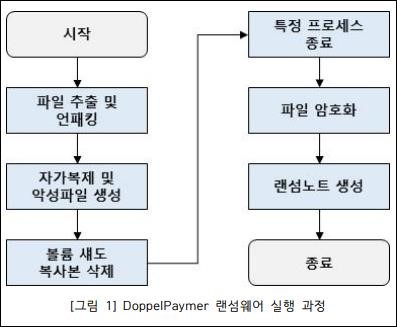 시작
파일 추출 및
언패킹
자가복제 및
악성파일 생성
볼륨 섀도
복사본 삭제
특정 프로세스
종료
파일 암호화
랜섬노트 생성
종료
[그림 1] DoppelPaymer 랜섬웨어 실행 과정